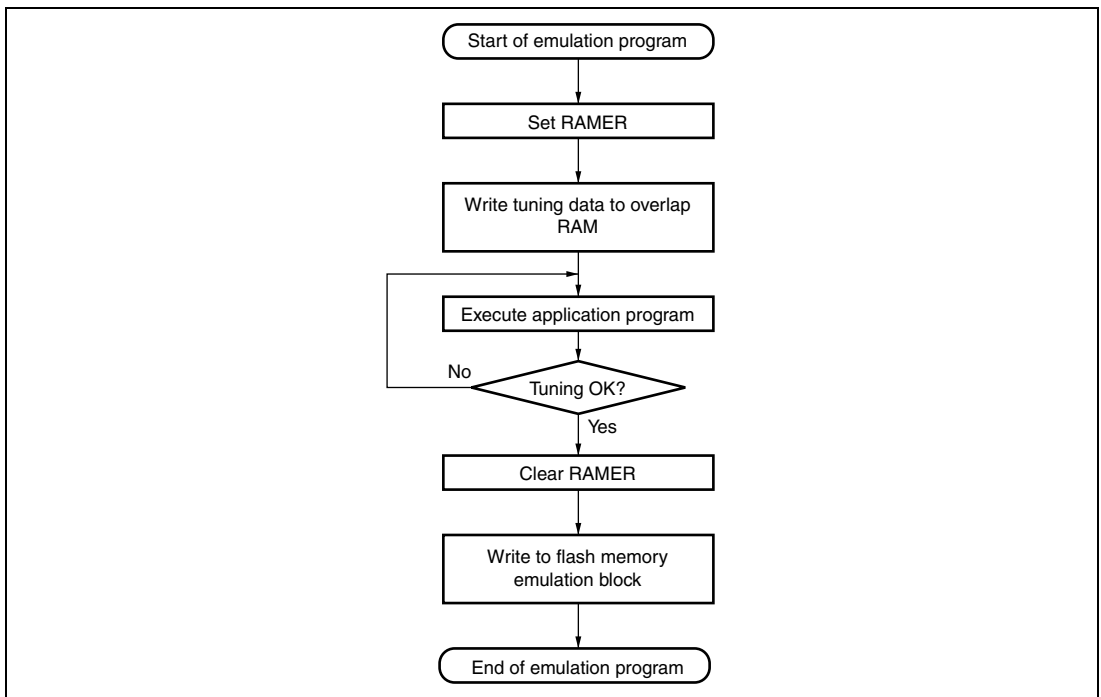 Start of emulation program
Set RAMER
Write tuning data to overlap
RAM
Execute application program
No
Tuning OK?
Yes
Clear RAMER
Write to flash memory
emulation block
End of emulation program